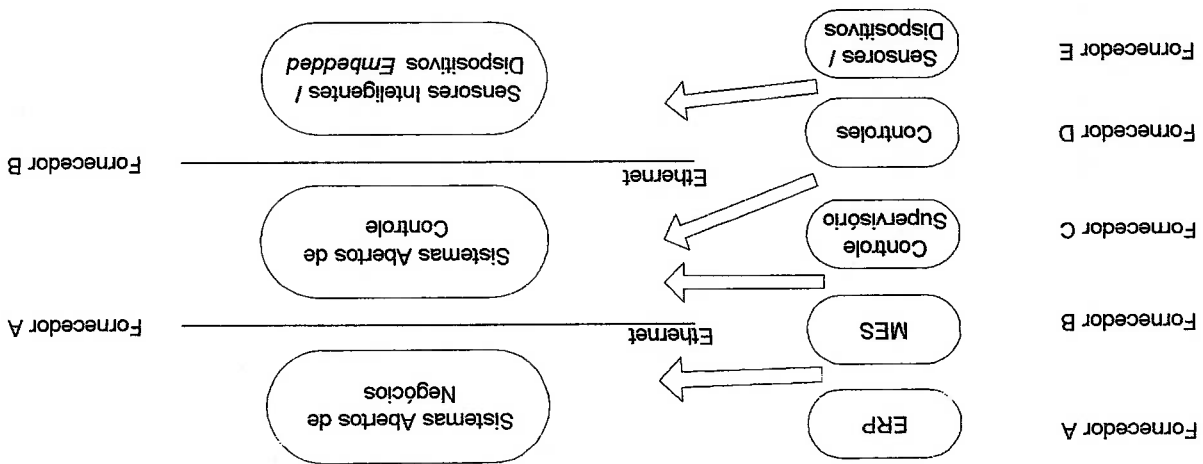 Fornecedor A
ERP
Sistemas Abertos de
Negócios
Fornecedor B
MES
Ethernet
Fornecedor A
Fornecedor C
Controle
Supervisório
Sistemas Abertos de
Controle
Fornecedor D
Controles
Ethernet
Fornecedor B
Fornecedor E
Sensores /
Dispositivos
Sensores Inteligentes /
Dispositivos Embedded